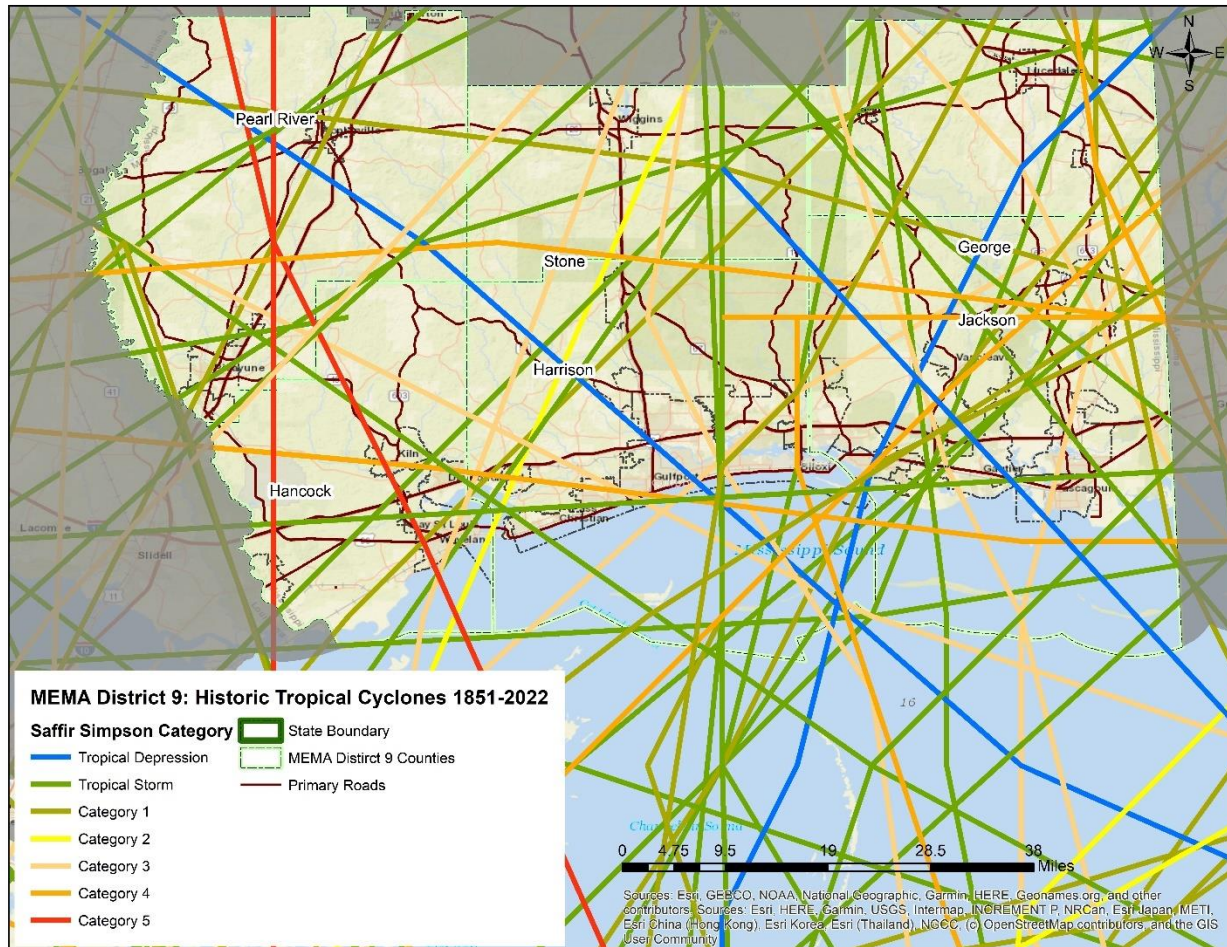 N
W E
S
Lucedale
Pearl River
Wiggins
George
Stone
Jackson
Vancleave
Harrison
Kiln
Gulfport
Biloxi
Gautier
Hancock
Christian
Lacombe
Slidell
Mississippi Sound
16
MEMA District 9: Historic Tropical Cyclones 1851-2022
Saffir Simpson Category
Tropical Depression
Tropical Storm
Category 1
Category 2
Category 3
Category 4
Category 5
State Boundary
MEMA Distirct 9 Counties
Primary Roads
0 4.75 9.5 19 28.5 38
Miles
Sources: Esri, GEBCO, NOAA, National Geographic, Garmin, HERE, Geonames.org, and other
contributors, Sources: Esri, HERE, Garmin, USGS, Intermap, INCREMENT P, NRCan, Esri Japan, METI,
Esri China (Hong Kong), Esri Korea, Esri (Thailand), NGCC, (c) OpenStreetMap contributors, and the GIS
User Community